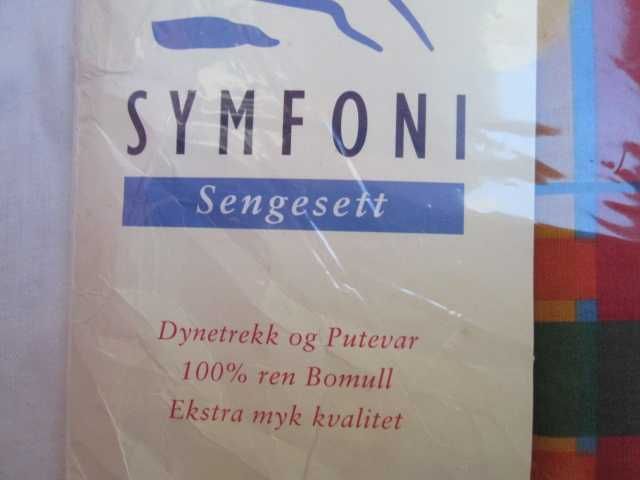 SYMFONI
Sengesett
Dynetrekk og Putevar
100% ren Bomull
Ekstra myk kvalitet